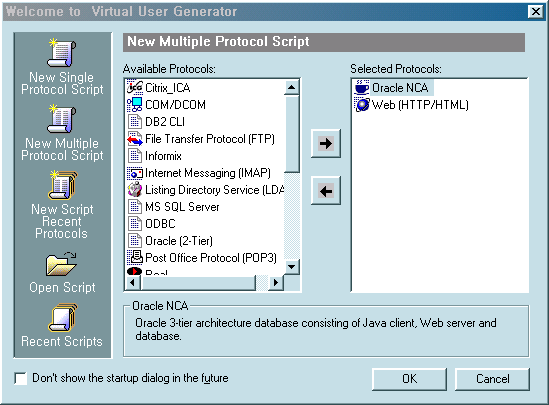 Welcome to Virtual User Generator
New Single
Protocol Script
New Multiple
Protocol Script
New Script
Recent
Protocols
Open Script
Recent Scripts
New Multiple Protocol Script
Available Protocols:
Citrix_ICA
COM/DCOM
DB2 CLI
File Transfer Protocol (FTP)
Informix
Internet Messaging (IMAP)
Listing Directory Service (LDA
MS SQL Server
ODBC
Oracle (2-Tier)
Post Office Protocol (POP3)
Real
Selected Protocols:
Oracle NCA
Web (HTTP/HTML)
Oracle NCA
Oracle 3-tier architecture database consisting of Java client, Web server and
database.
Don't show the startup dialog in the future
OK
Cancel